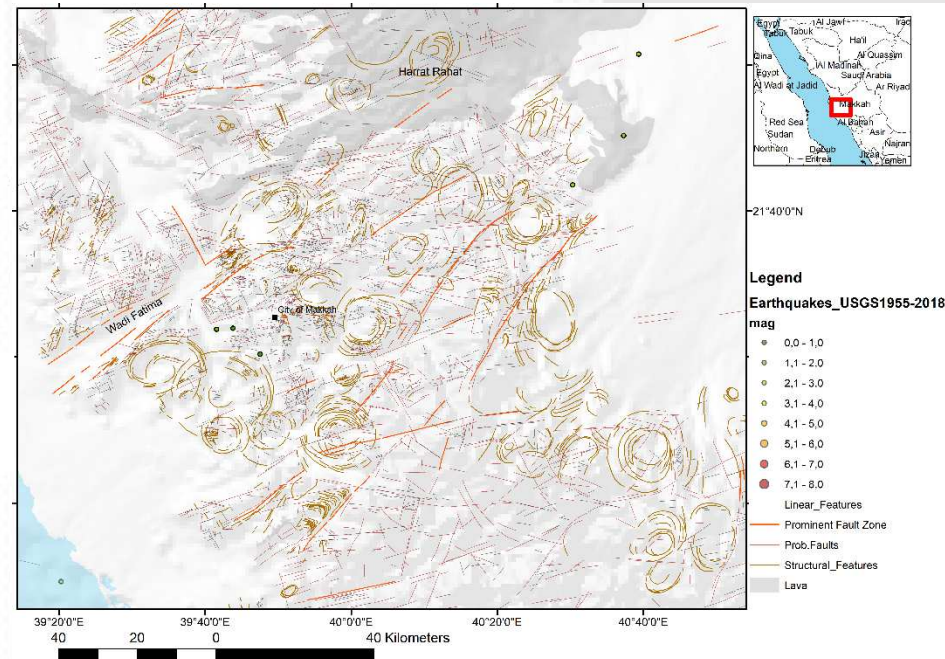 Harrat Rahat
City of Makkah
Wadi Fatima
39°20'0"E
39°40'0"E
40°0'0"E
40°20'0"E
40°40'0"E
21°40'0"N
40
20
0
40 Kilometers
Egypt
Al Jawf
Iraq
Tabuk
Tabuk
Ha'il
Qina
Al Madinah
Al Quassim
Egypt
Saudi Arabia
Al Wadi at Jadid
Ar Riyad
Makkah
Red Sea
Al Bahah
Sudan
Asir
Northern
Debub
Najran
Eritrea
Jizan
Yemen
Legend
Earthquakes_USGS1955-2018
mag
0,0 - 1,0
1,1 - 2,0
2,1 - 3,0
3,1 - 4,0
4,1 - 5,0
5,1 - 6,0
6,1 - 7,0
7,1 - 8,0
Linear_Features
Prominent Fault Zone
Prob.Faults
Structural_Features
Lava